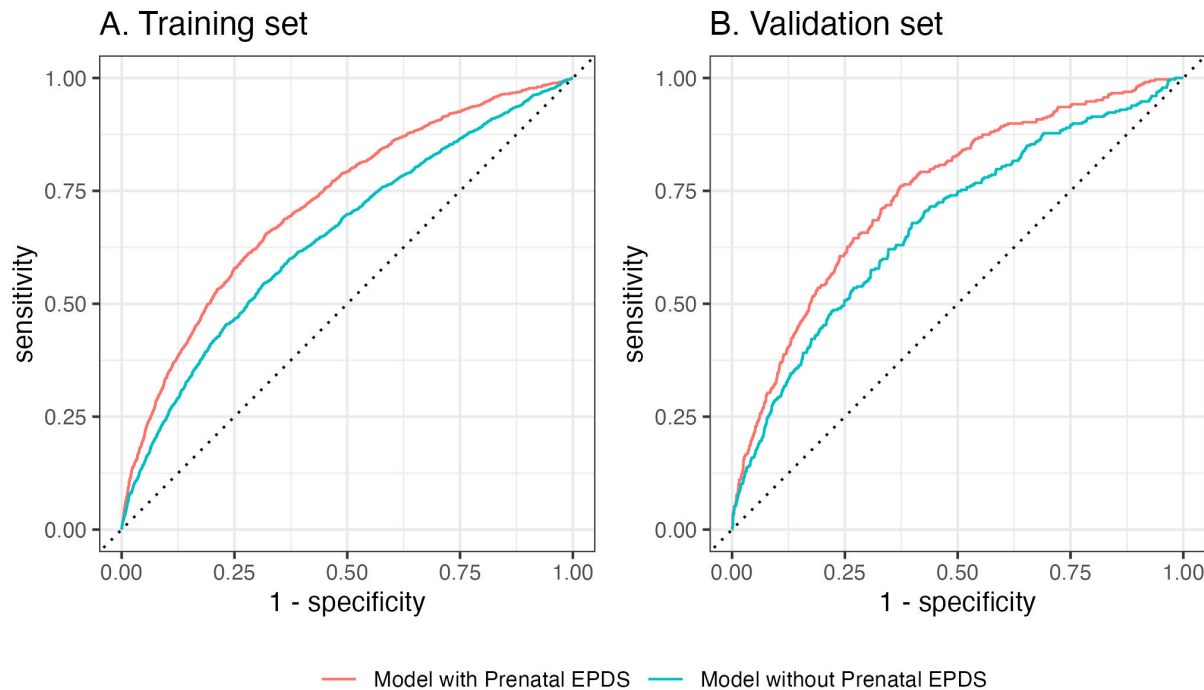 A. Training set
1.00
0.75
0.50
0.25
0.00
sensitivity
0.00 0.25 0.50 0.75 1.00
1 - specificity
B. Validation set
1.00
0.75
0.50
0.25
0.00
sensitivity
0.00 0.25 0.50 0.75 1.00
1 - specificity
Model with Prenatal EPDS Model without Prenatal EPDS